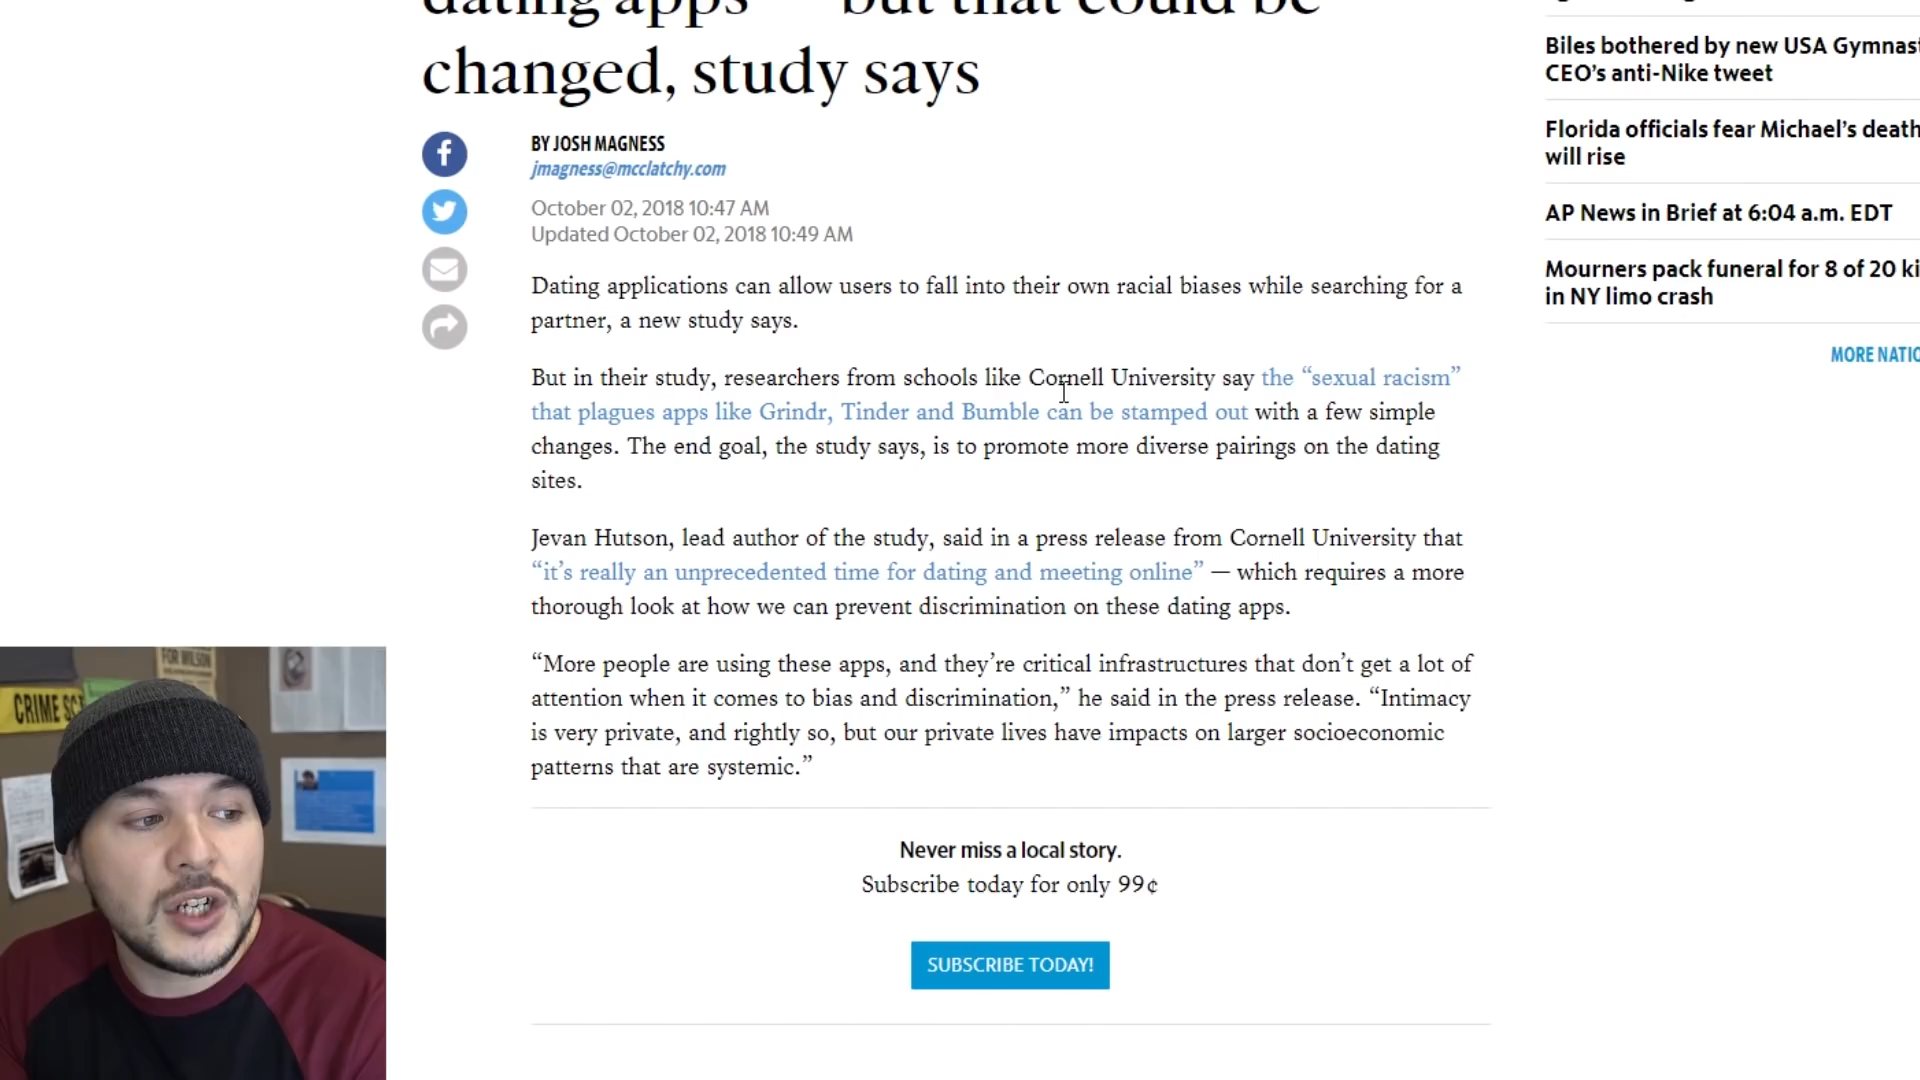 dating apps — but that could be
changed, study says
BY JOSH MAGNESS
jmagness@mcclatchy.com
October 02, 2018 10:47 AM
Updated October 02, 2018 10:49 AM
Dating applications can allow users to fall into their own racial biases while searching for a
partner, a new study says.
But in their study, researchers from schools like Cornell University say the “sexual racism”
that plagues apps like Grindr, Tinder and Bumble can be stamped out with a few simple
changes. The end goal, the study says, is to promote more diverse pairings on the dating
sites.
Jevan Hutson, lead author of the study, said in a press release from Cornell University that
“it’s really an unprecedented time for dating and meeting online” — which requires a more
thorough look at how we can prevent discrimination on these dating apps.
“More people are using these apps, and they’re critical infrastructures that don’t get a lot of
attention when it comes to bias and discrimination,” he said in the press release. “Intimacy
is very private, and rightly so, but our private lives have impacts on larger socioeconomic
patterns that are systemic.”
Never miss a local story.
Subscribe today for only 99¢
SUBSCRIBE TODAY!
Biles bothered by new USA Gymnast
CEO’s anti-Nike tweet
Florida officials fear Michael’s death
will rise
AP News in Brief at 6:04 a.m. EDT
Mourners pack funeral for 8 of 20 ki
in NY limo crash
MORE NATIO
FOR WILSON
CRIME SC